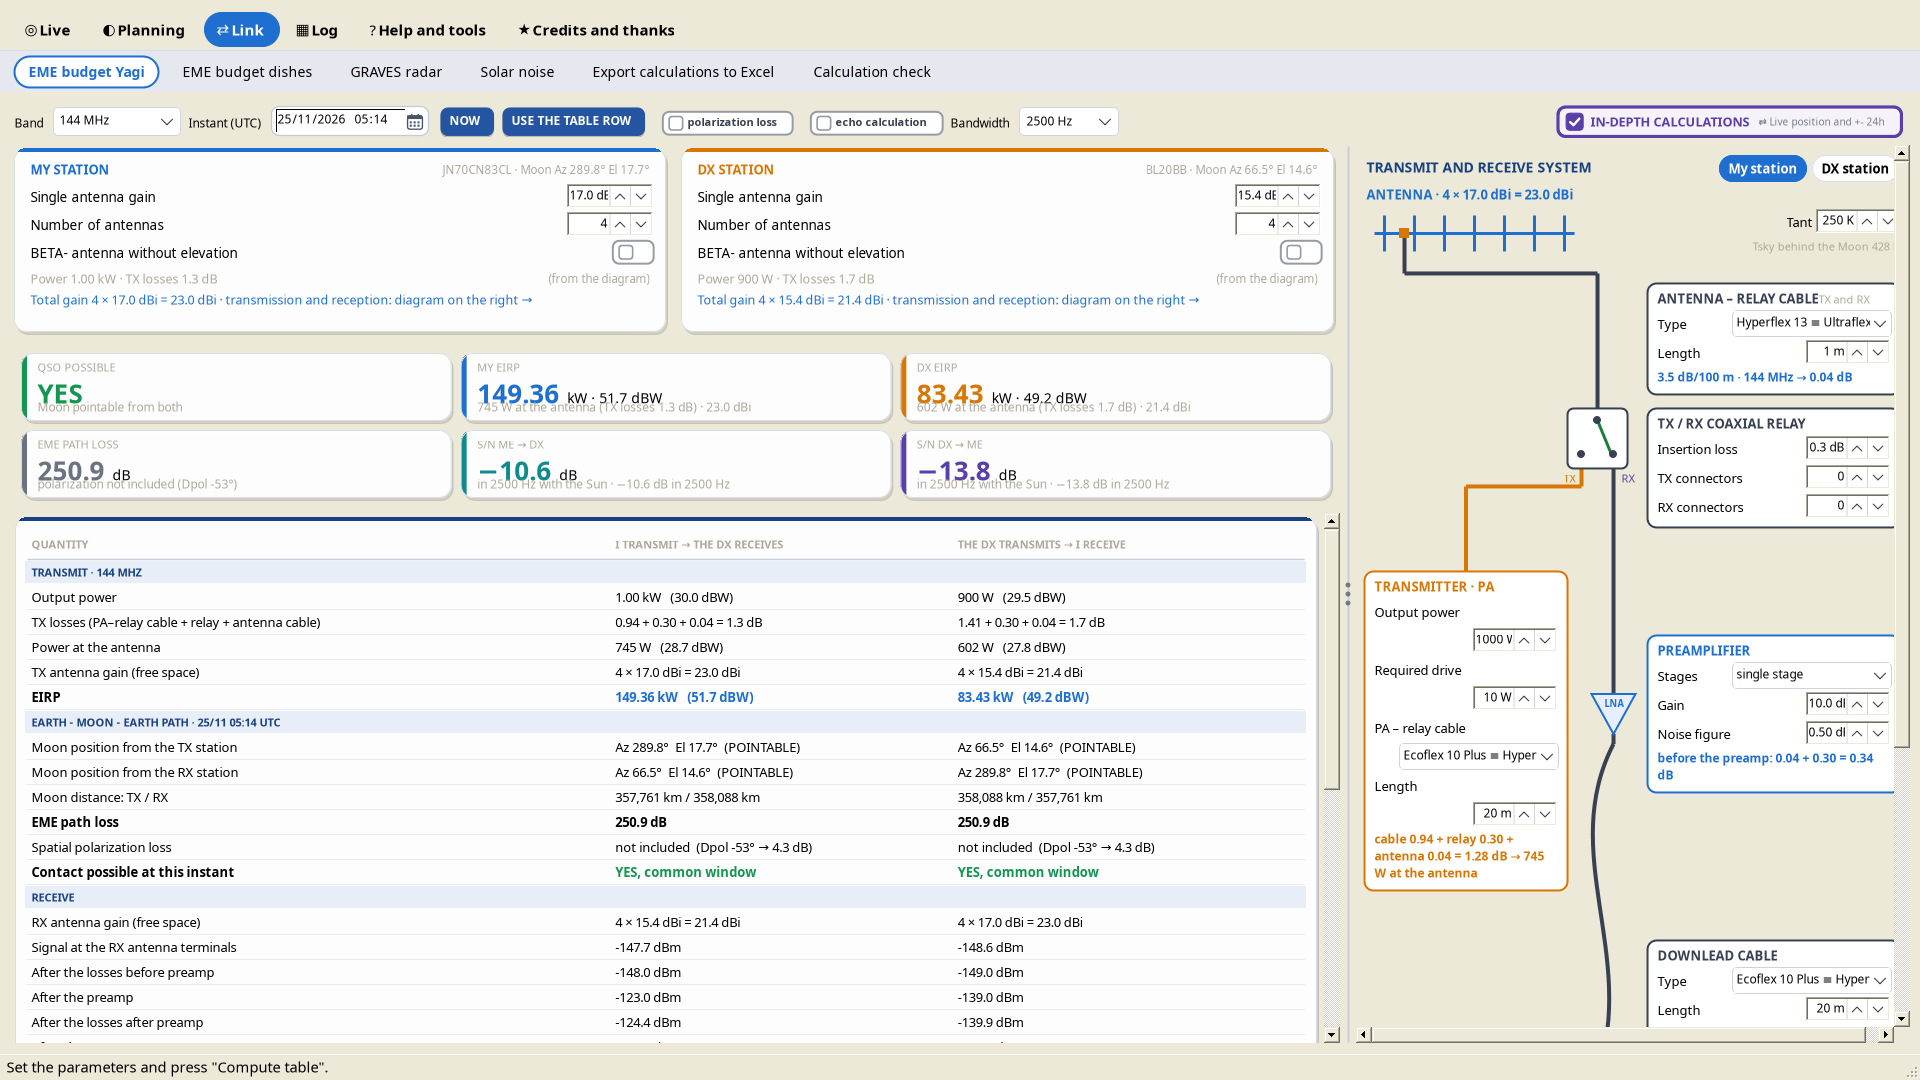 ◎ Live ◐ Planning ⇄ Link ▦ Log ? Help and tools ★ Credits and thanks
EME budget Yagi EME budget dishes GRAVES radar Solar noise Export calculations to Excel Calculation check
Band 144 MHz Instant (UTC) 25/11/2026 05:14 NOW USE THE TABLE ROW polarization loss echo calculation Bandwidth 2500 Hz IN-DEPTH CALCULATIONS ⇄ Live position and +- 24h
MY STATION JN70CN83CL · Moon Az 289.8° El 17.7°
Single antenna gain 17.0 dB
Number of antennas 4
BETA- antenna without elevation
Power 1.00 kW · TX losses 1.3 dB (from the diagram)
Total gain 4 × 17.0 dBi = 23.0 dBi · transmission and reception: diagram on the right →
DX STATION BL20BB · Moon Az 66.5° El 14.6°
Single antenna gain 15.4 dB
Number of antennas 4
BETA- antenna without elevation
Power 900 W · TX losses 1.7 dB (from the diagram)
Total gain 4 × 15.4 dBi = 21.4 dBi · transmission and reception: diagram on the right →
QSO POSSIBLE
YES
Moon pointable from both
MY EIRP
149.36 kW · 51.7 dBW
745 W at the antenna (TX losses 1.3 dB) · 23.0 dBi
DX EIRP
83.43 kW · 49.2 dBW
602 W at the antenna (TX losses 1.7 dB) · 21.4 dBi
EME PATH LOSS
250.9 dB
polarization not included (Dpol -53°)
S/N ME → DX
−10.6 dB
in 2500 Hz with the Sun · −10.6 dB in 2500 Hz
S/N DX → ME
−13.8 dB
in 2500 Hz with the Sun · −13.8 dB in 2500 Hz
QUANTITY I TRANSMIT → THE DX RECEIVES THE DX TRANSMITS → I RECEIVE
TRANSMIT · 144 MHZ
Output power 1.00 kW (30.0 dBW) 900 W (29.5 dBW)
TX losses (PA–relay cable + relay + antenna cable) 0.94 + 0.30 + 0.04 = 1.3 dB 1.41 + 0.30 + 0.04 = 1.7 dB
Power at the antenna 745 W (28.7 dBW) 602 W (27.8 dBW)
TX antenna gain (free space) 4 × 17.0 dBi = 23.0 dBi 4 × 15.4 dBi = 21.4 dBi
EIRP 149.36 kW (51.7 dBW) 83.43 kW (49.2 dBW)
EARTH - MOON - EARTH PATH · 25/11 05:14 UTC
Moon position from the TX station Az 289.8° El 17.7° (POINTABLE) Az 66.5° El 14.6° (POINTABLE)
Moon position from the RX station Az 66.5° El 14.6° (POINTABLE) Az 289.8° El 17.7° (POINTABLE)
Moon distance: TX / RX 357,761 km / 358,088 km 358,088 km / 357,761 km
EME path loss 250.9 dB 250.9 dB
Spatial polarization loss not included (Dpol -53° → 4.3 dB) not included (Dpol -53° → 4.3 dB)
Contact possible at this instant YES, common window YES, common window
RECEIVE
RX antenna gain (free space) 4 × 15.4 dBi = 21.4 dBi 4 × 17.0 dBi = 23.0 dBi
Signal at the RX antenna terminals -147.7 dBm -148.6 dBm
After the losses before preamp -148.0 dBm -149.0 dBm
After the preamp -123.0 dBm -139.0 dBm
After the losses after preamp -124.4 dBm -139.9 dBm
TRANSMIT AND RECEIVE SYSTEM My station DX station
ANTENNA · 4 × 17.0 dBi = 23.0 dBi
Tant 250 K
Tsky behind the Moon 428
ANTENNA – RELAY CABLE TX and RX
Type Hyperflex 13 ≡ Ultraflex
Length 1 m
3.5 dB/100 m · 144 MHz → 0.04 dB
TX / RX COAXIAL RELAY
Insertion loss 0.3 dB
TX connectors 0
RX connectors 0
TX RX
TRANSMITTER · PA
Output power
1000 W
Required drive
10 W
PA – relay cable
Ecoflex 10 Plus ≡ Hyper
Length
20 m
cable 0.94 + relay 0.30 +
antenna 0.04 = 1.28 dB → 745
W at the antenna
LNA
PREAMPLIFIER
Stages single stage
Gain 10.0 dB
Noise figure 0.50 dB
before the preamp: 0.04 + 0.30 = 0.34
dB
DOWNLEAD CABLE
Type Ecoflex 10 Plus ≡ Hyper
Length 20 m
Set the parameters and press "Compute table".